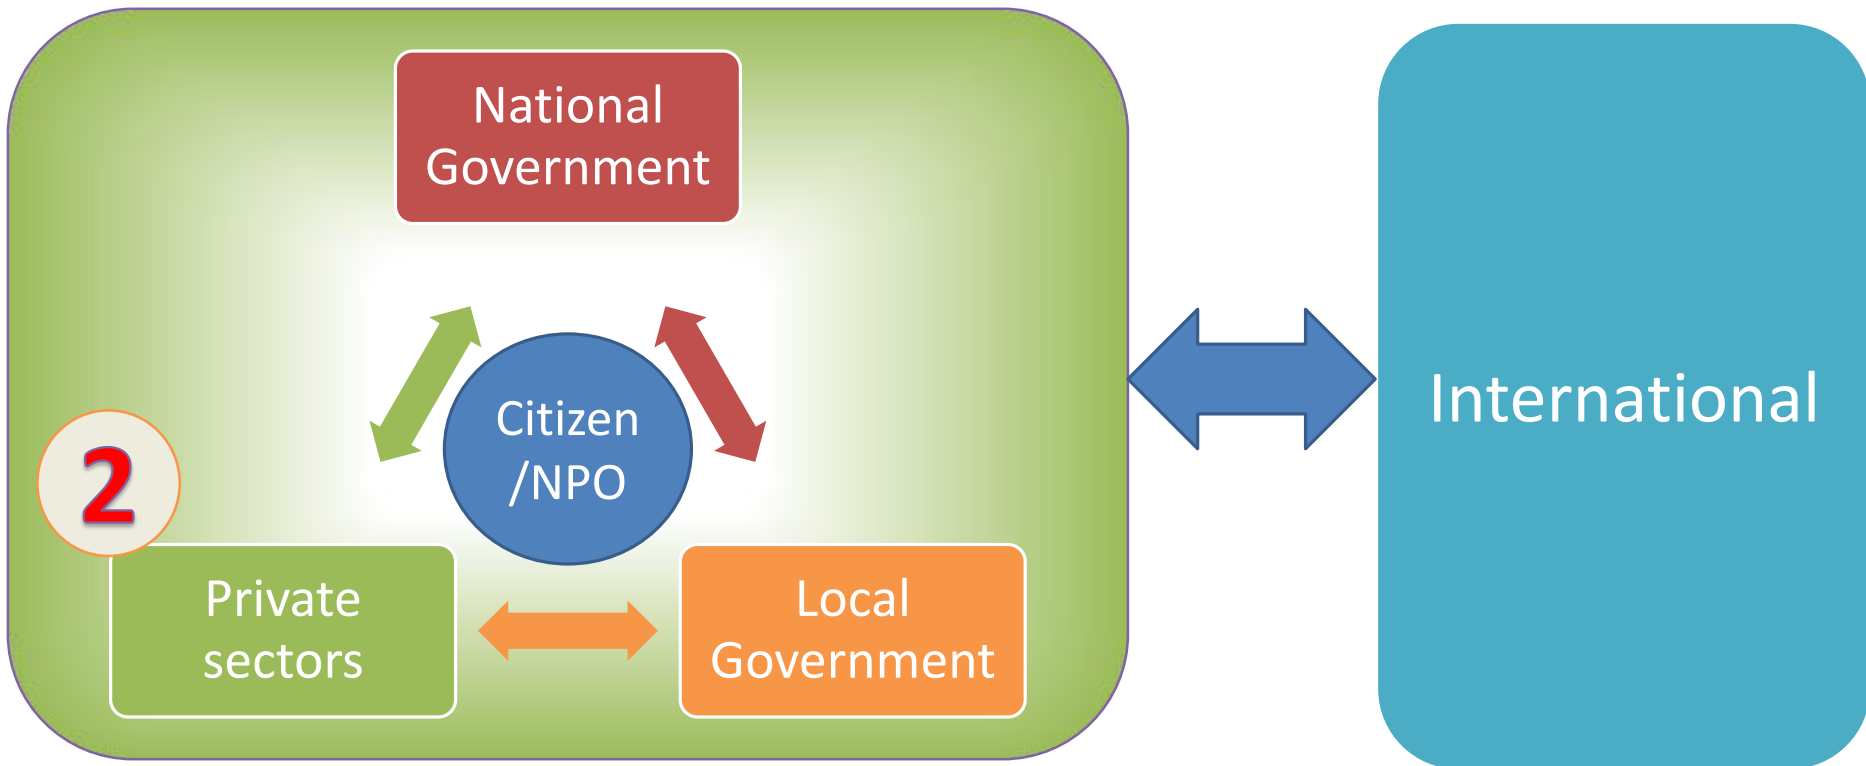 National
Government
Citizen
/NPO
2
Private
sectors
Local
Government
International